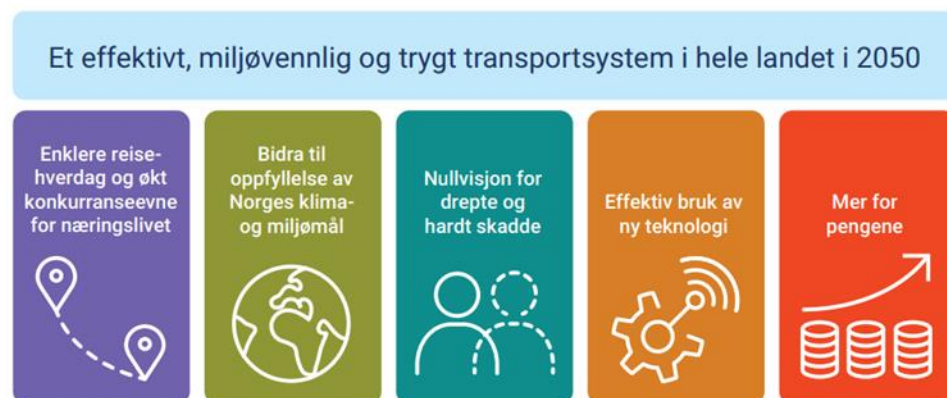 Et effektivt, miljøvennlig og trygt transportsystem i hele landet i 2050
Enklere reise-
hverdag og økt
konkurranseevne
for næringslivet
Bidra til
oppfyllelse av
Norges klima-
og miljømål
Nullvisjon for
drepte og
hardt skadde
Effektiv bruk av
ny teknologi
Mer for
pengene